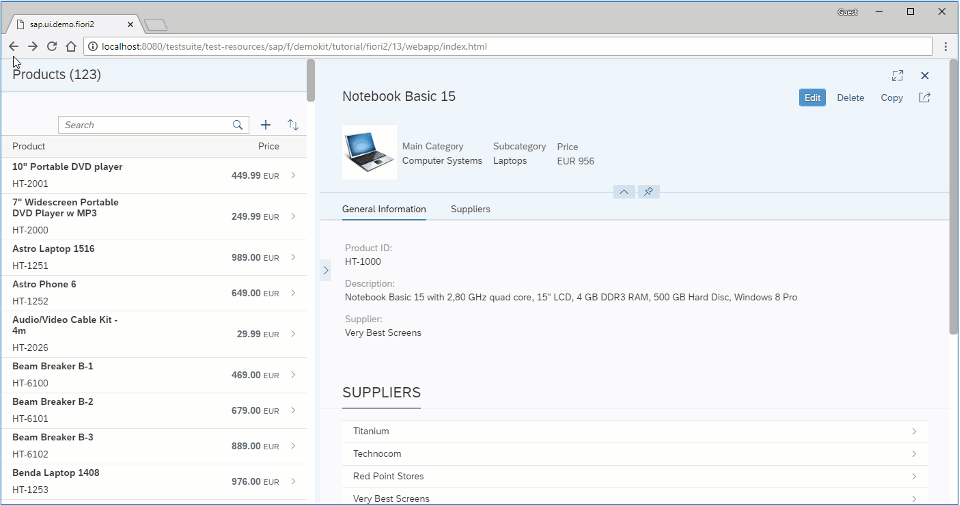 Guest
sap.ui.demo.fiori2
localhost:8080/testsuite/test-resources/sap/f/demokit/tutorial/fiori2/13/webapp/index.html
Products (123)
Search
Product Price
10" Portable DVD player
HT-2001
449.99 EUR
7" Widescreen Portable
DVD Player w MP3
HT-2000
249.99 EUR
Astro Laptop 1516
HT-1251
989.00 EUR
Astro Phone 6
HT-1252
649.00 EUR
Audio/Video Cable Kit -
4m
HT-2026
29.99 EUR
Beam Breaker B-1
HT-6100
469.00 EUR
Beam Breaker B-2
HT-6101
679.00 EUR
Beam Breaker B-3
HT-6102
889.00 EUR
Benda Laptop 1408
HT-1253
976.00 EUR
Notebook Basic 15
Edit Delete Copy
Main Category
Computer Systems
Subcategory
Laptops
Price
EUR 956
General Information Suppliers
Product ID:
HT-1000
Description:
Notebook Basic 15 with 2,80 GHz quad core, 15" LCD, 4 GB DDR3 RAM, 500 GB Hard Disc, Windows 8 Pro
Supplier:
Very Best Screens
SUPPLIERS
Titanium
Technocom
Red Point Stores
Very Best Screens